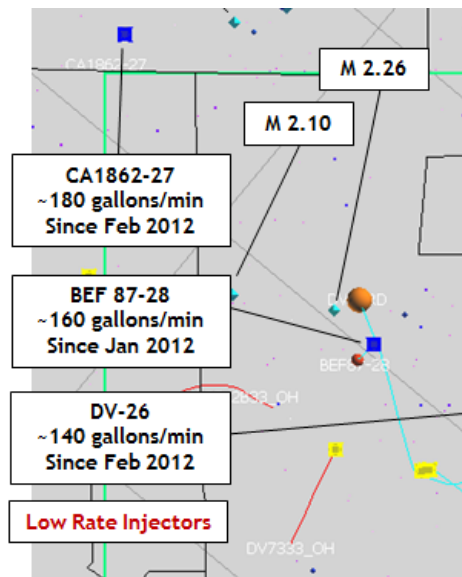 CA1862-27
M 2.26
M 2.10
CA1862-27
~180 gallons/min
Since Feb 2012
BEF 87-28
~160 gallons/min
Since Jan 2012
BEF87-28
DV-26
~140 gallons/min
Since Feb 2012
Low Rate Injectors
DV7333_OH